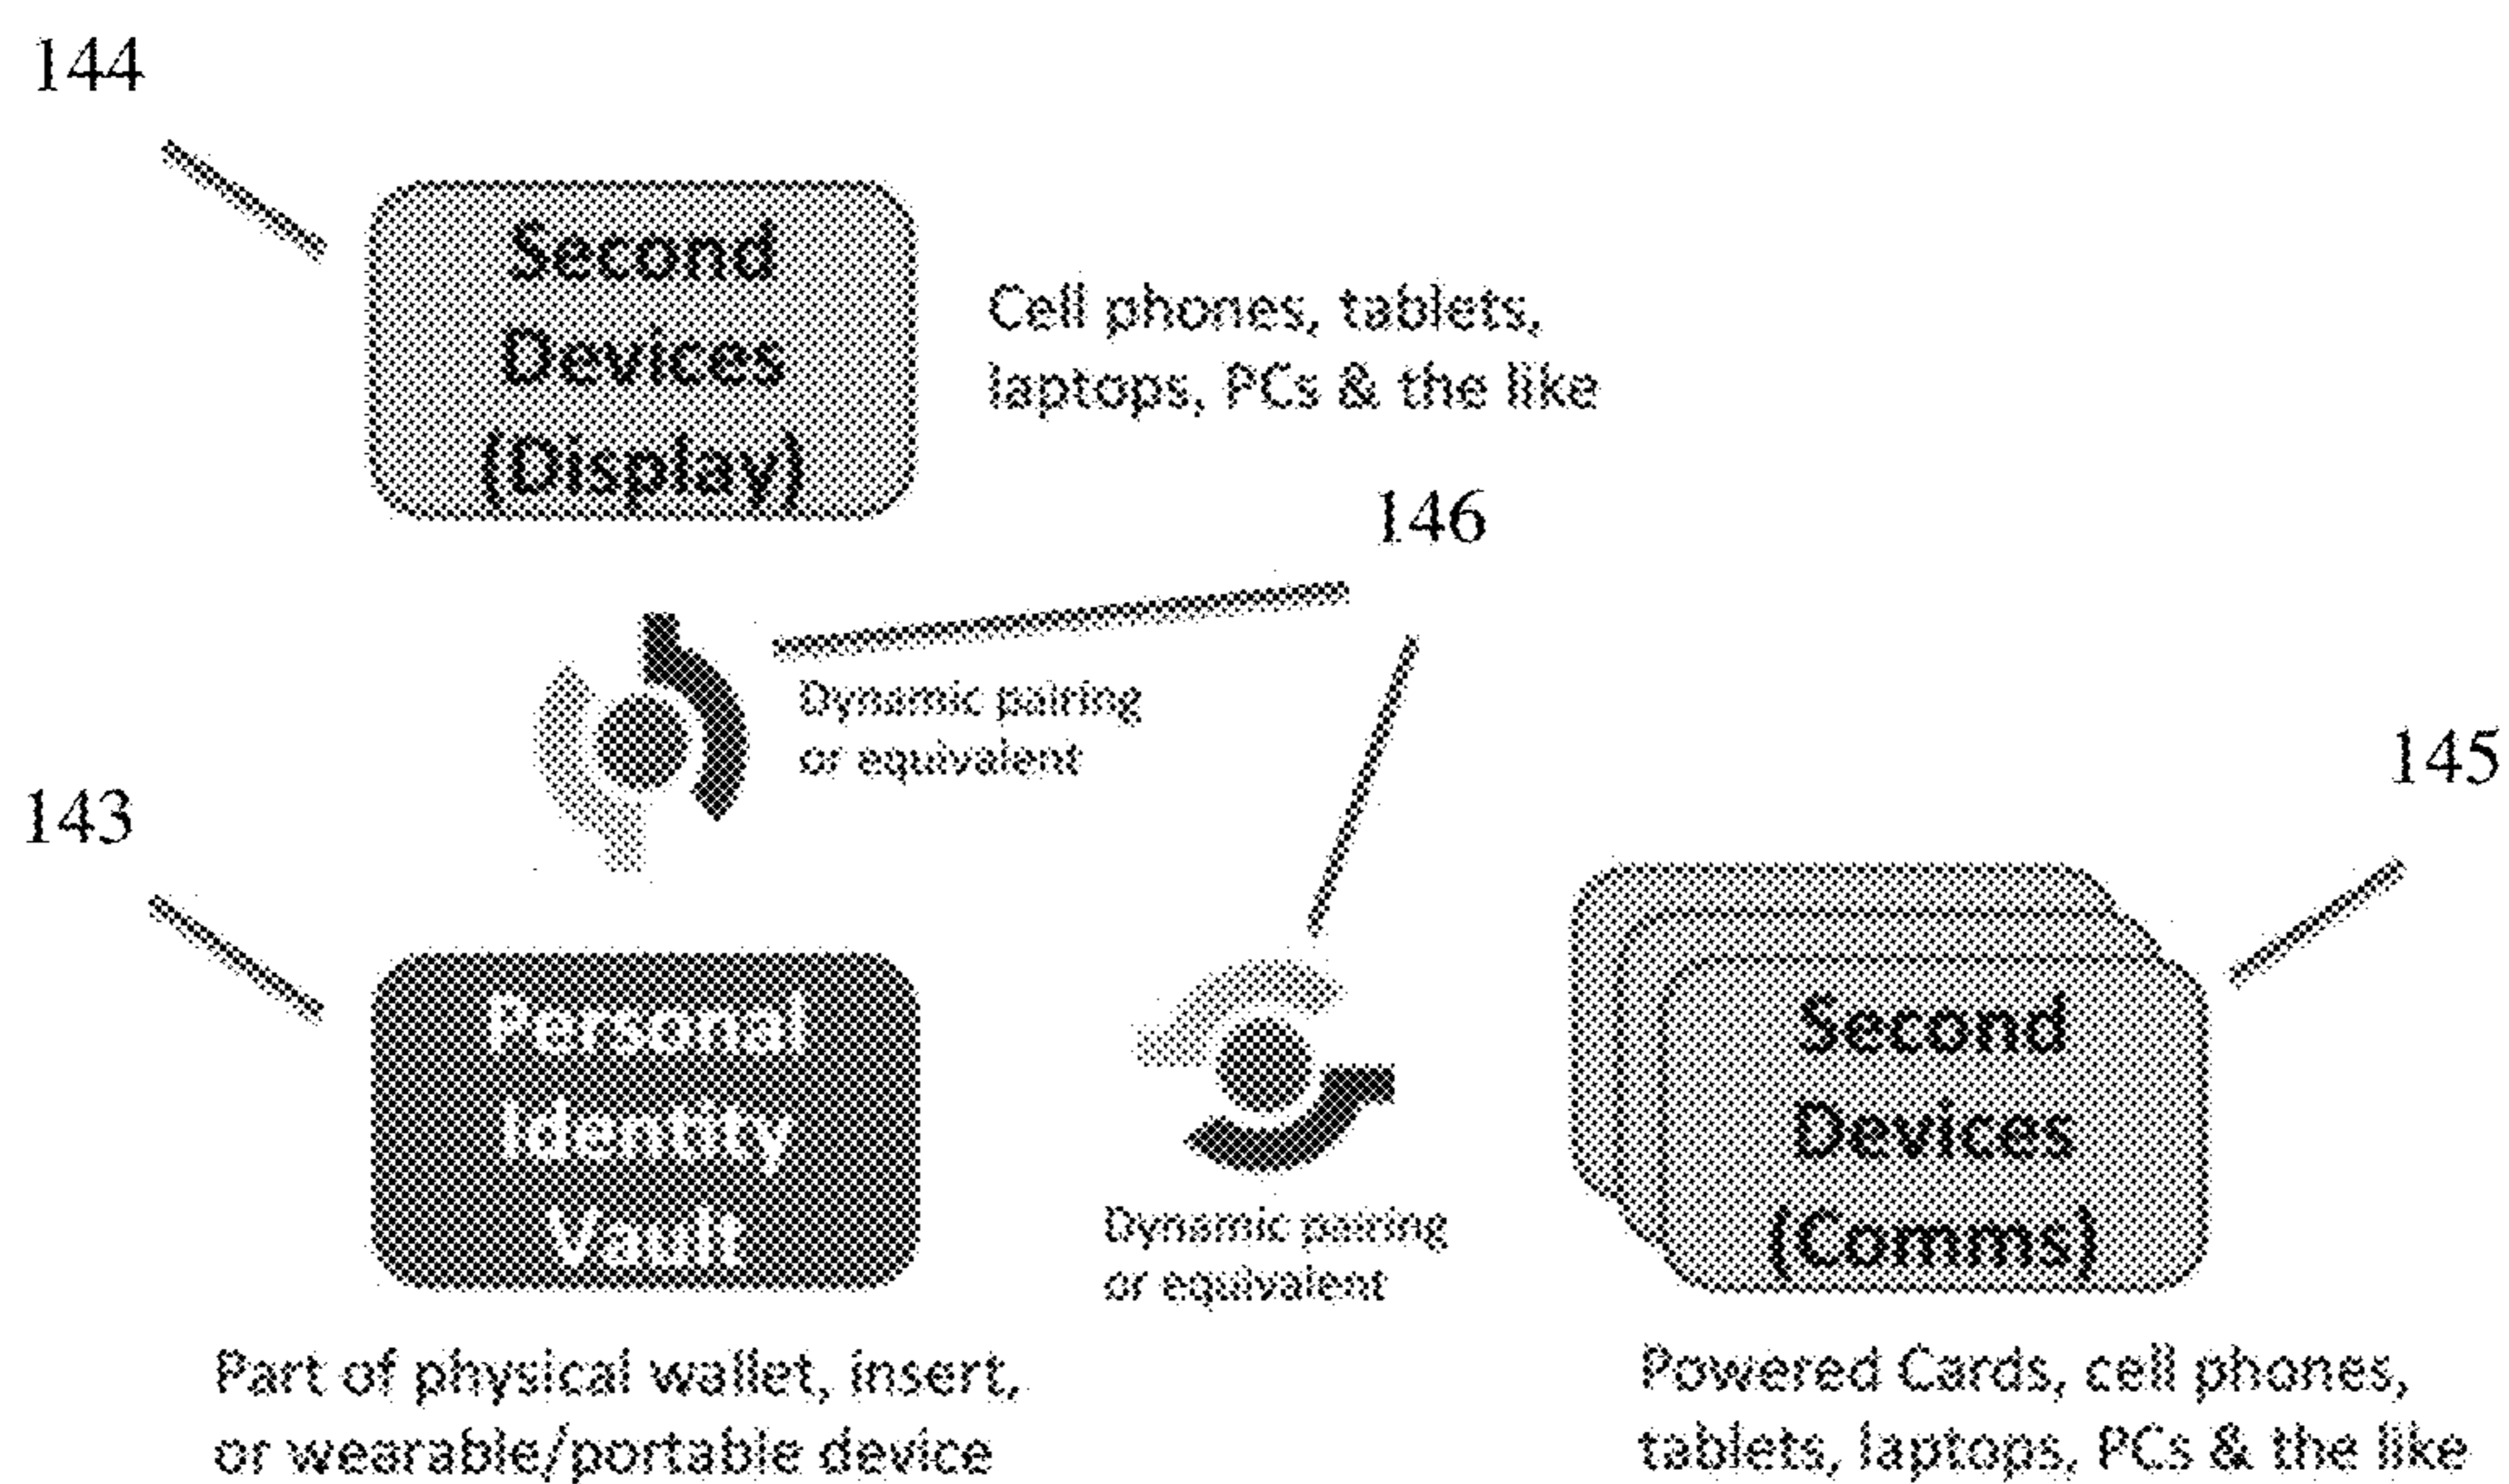 144
Second
Devices
(Display)
Cell phones, tablets,
laptops, PCs & the like
146
Dynamic pairing
or equivalent
143
145
Personal
Identity
Vault
Dynamic pairing
or equivalent
Second
Devices
(Comms)
Part of physical wallet, insert,
or wearable/portable device
Powered Cards, cell phones,
tablets, laptops, PCs & the like